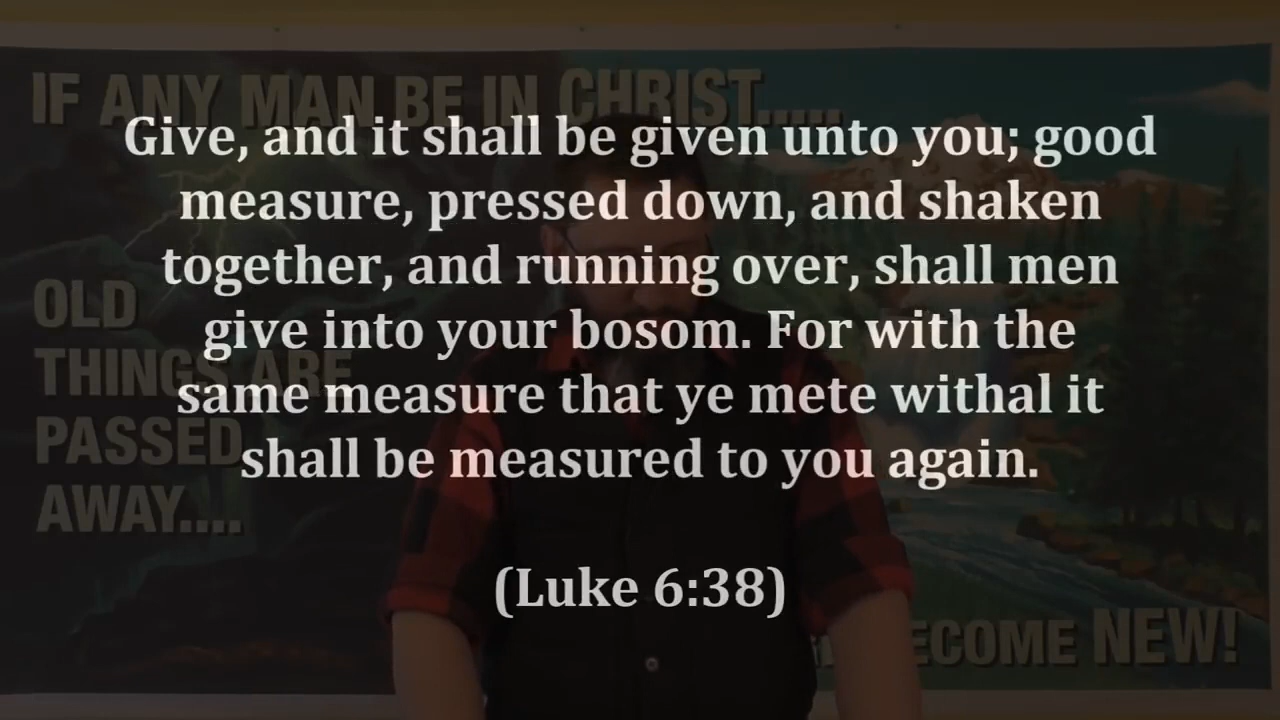 IF ANY MAN BE IN CHRIST.....
Give, and it shall be given unto you; good
measure, pressed down, and shaken
together, and running over, shall men
give into your bosom. For with the
same measure that ye mete withal it
shall be measured to you again.
(Luke 6:38)
OLD
THINGS ARE
PASSED
AWAY....
NEW!